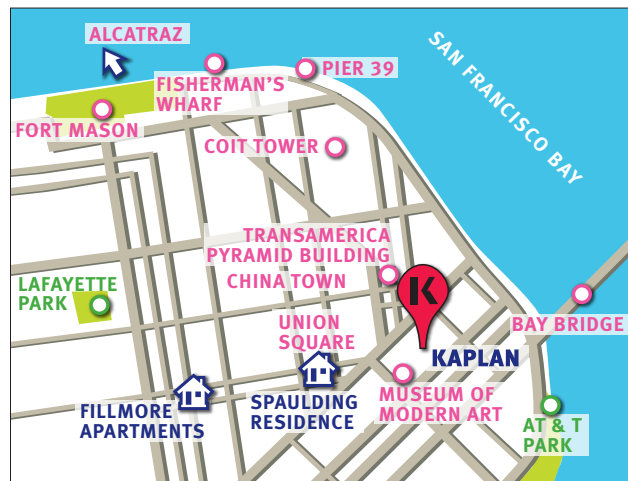 ALCATRAZ
SAN FRANCISCO BAY
PIER 39
FISHERMAN'S
WHARF
FORT MASON
COIT TOWER
TRANSAMERICA
PYRAMID BUILDING
CHINA TOWN
LAFAYETTE
PARK
K
UNION
SQUARE
BAY BRIDGE
KAPLAN
MUSEUM OF
MODERN ART
SPAULDING
RESIDENCE
FILLMORE
APARTMENTS
AT & T
PARK